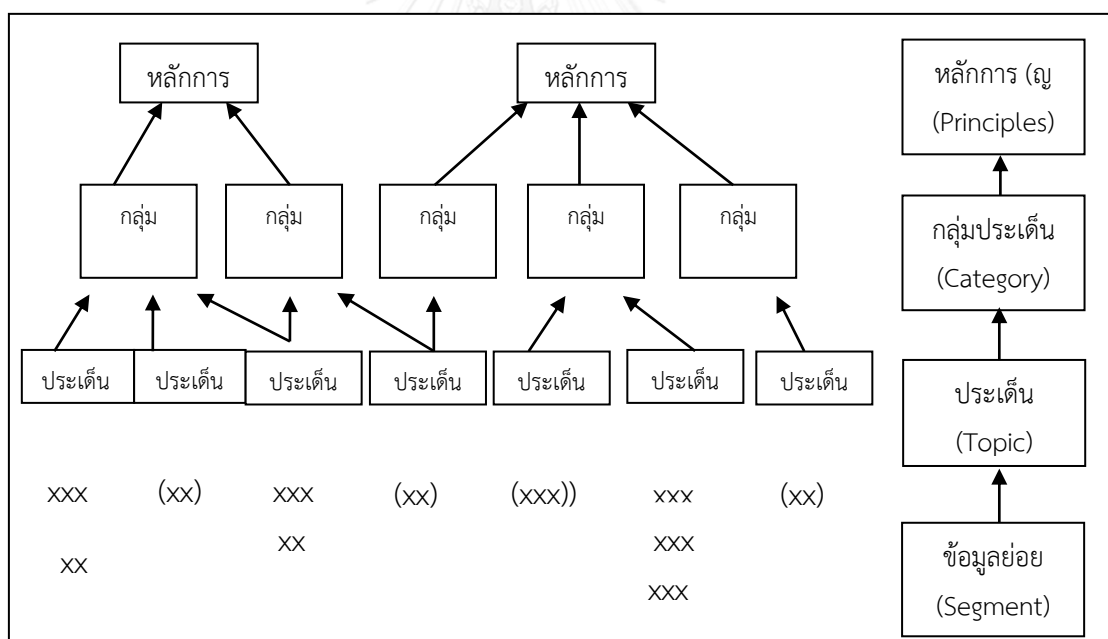 หลักการ หลักการ
หลักการ (ญ
(Principles)
กลุ่ม กลุ่ม กลุ่ม กลุ่ม กลุ่ม
กลุ่มประเด็น
(Category)
ประเด็น ประเด็น ประเด็น ประเด็น ประเด็น ประเด็น ประเด็น
ประเด็น
(Topic)
xxx (xx) xxx (xx) (xxx)) xxx (xx)
xx xxx
xx xxx
ข้อมูลย่อย
(Segment)